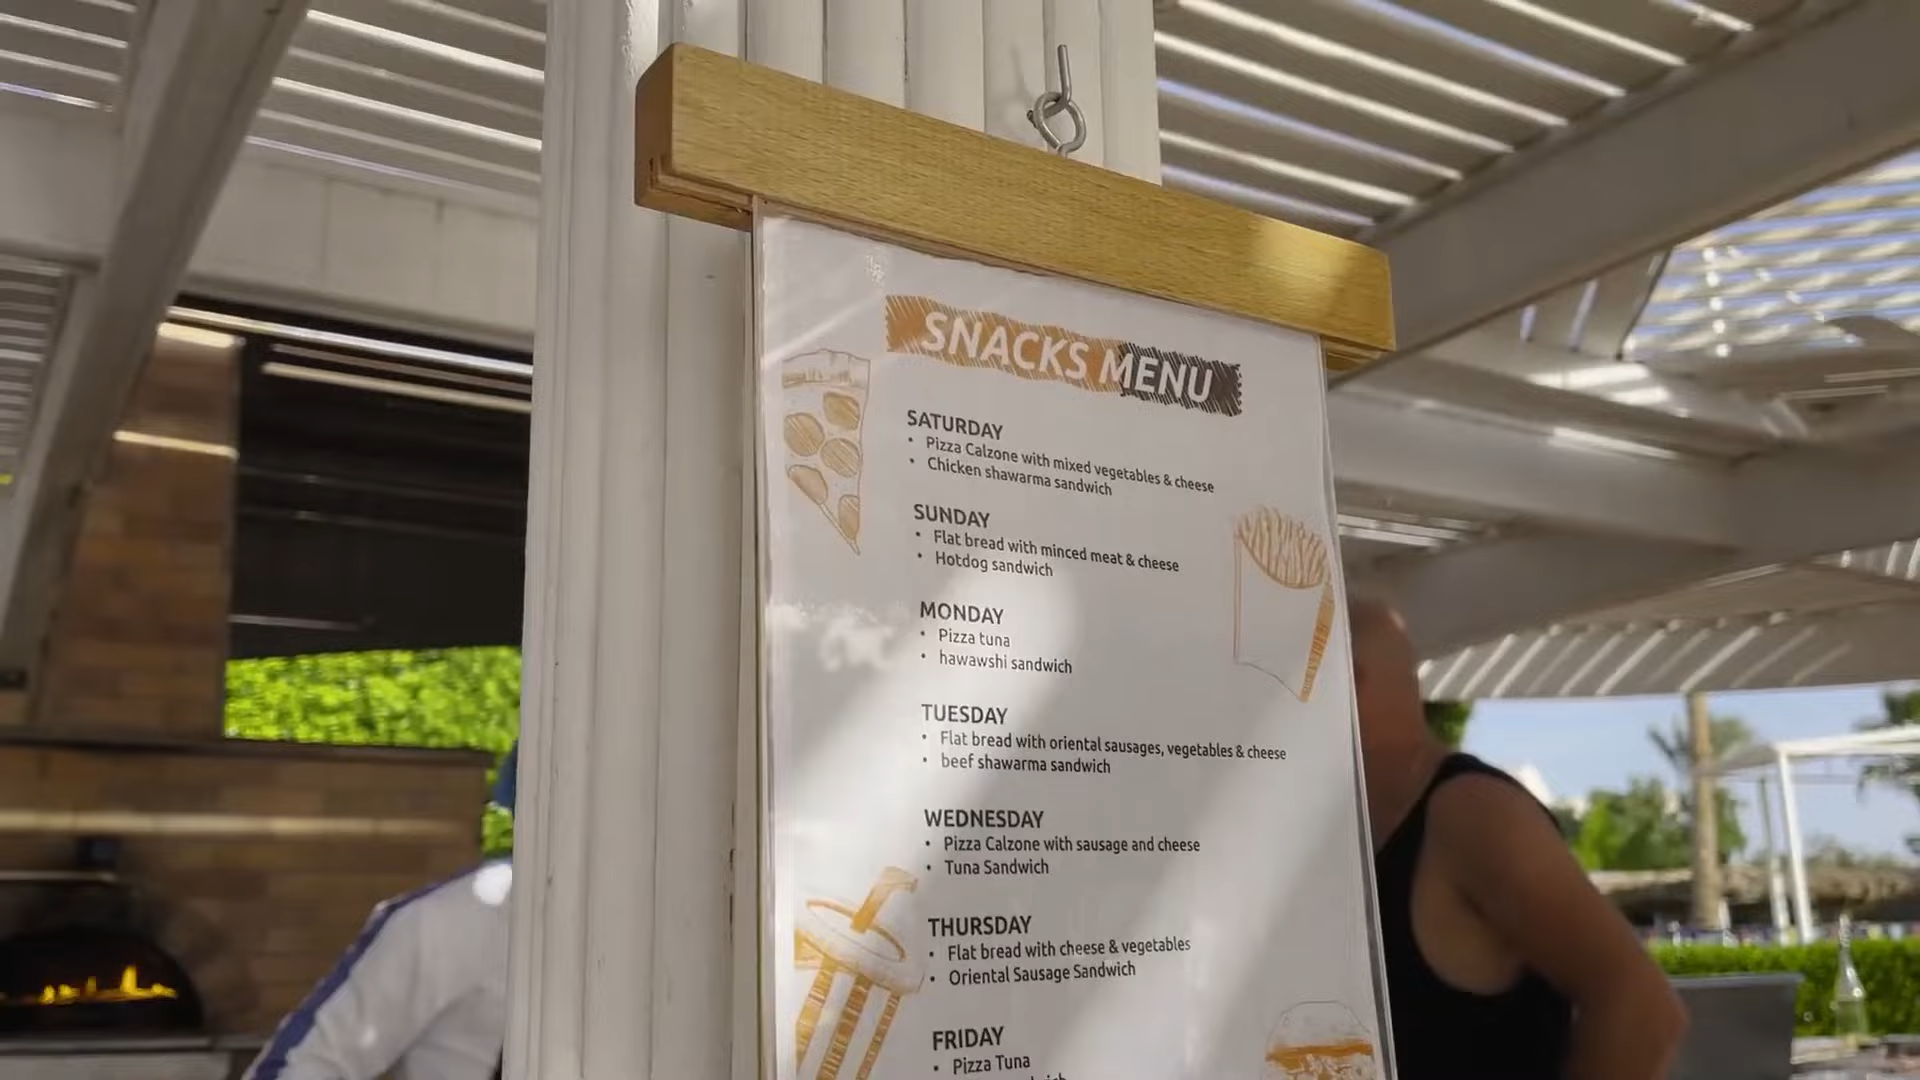 SNACKS MENU
SATURDAY
• Pizza Calzone with mixed vegetables & cheese
• Chicken shawarma sandwich
SUNDAY
• Flat bread with minced meat & cheese
• Hotdog sandwich
MONDAY
• Pizza tuna
• hawawshi sandwich
TUESDAY
• Flat bread with oriental sausages, vegetables & cheese
• beef shawarma sandwich
WEDNESDAY
• Pizza Calzone with sausage and cheese
• Tuna Sandwich
THURSDAY
• Flat bread with cheese & vegetables
• Oriental Sausage Sandwich
FRIDAY
• Pizza Tuna